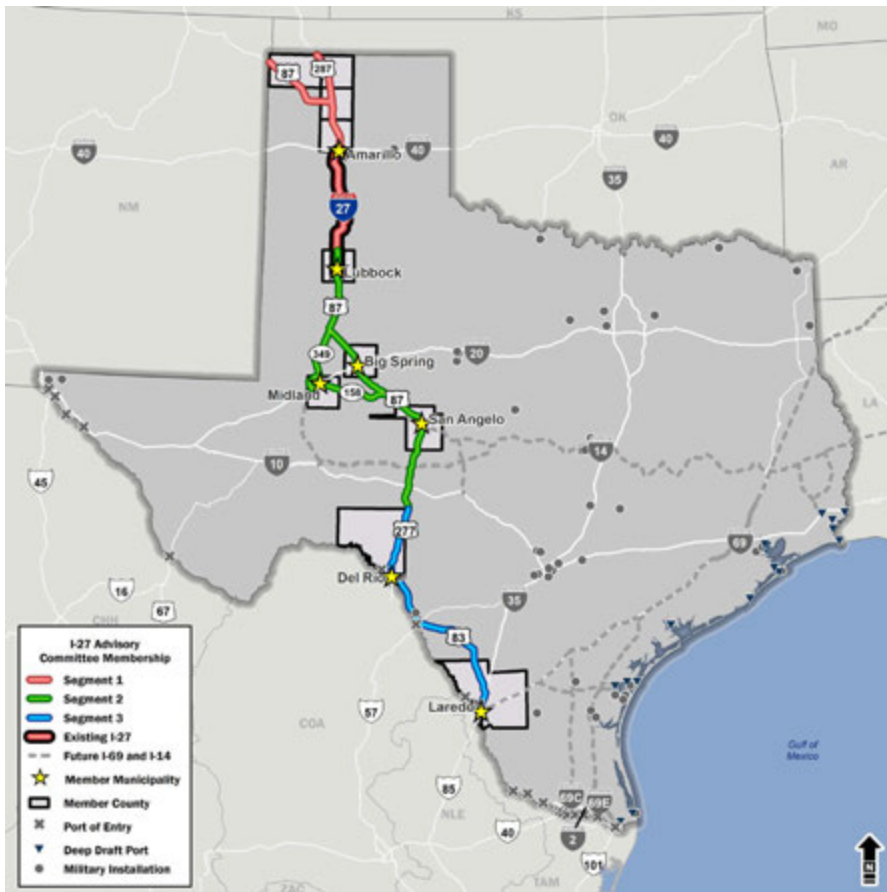 KS
MO
87
287
OK
40
Amarillo
40
40
35
AR
NM
27
Lubbock
87
349
Big Spring
20
Midland
158
87
San Angelo
LA
10
14
45
277
69
Del Rio
16
CHH
67
35
83
I-27 Advisory
Committee Membership
Segment 1
Segment 2
Segment 3
Existing I-27
Future I-69 and I-14
Member Municipality
Member County
Port of Entry
Deep Draft Port
Military Installation
COA
57
Laredo
Gulf of
Mexico
85
NLE
69C
69E
40
2
101
ZAC
TAM
N